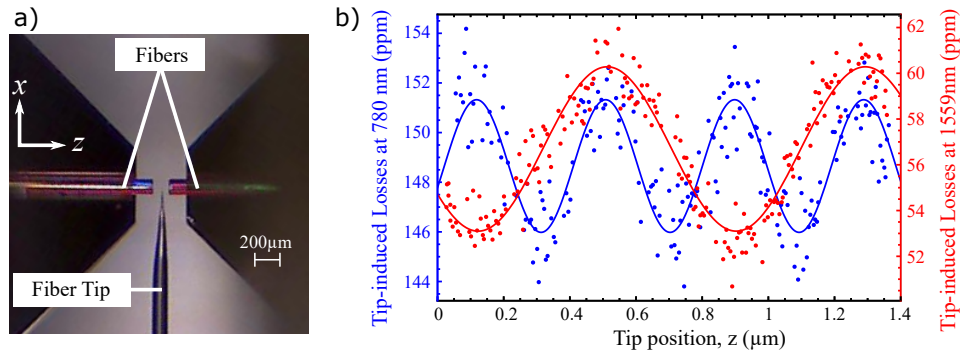 a)
Fibers
x
z
200µm
Fiber Tip
b)
Tip-induced Losses at 780 nm (ppm)
154
152
150
148
146
144
0 0.2 0.4 0.6 0.8 1 1.2 1.4
Tip position, z (µm)
62
60
58
56
54
52
Tip-induced Losses at 1559nm (ppm)